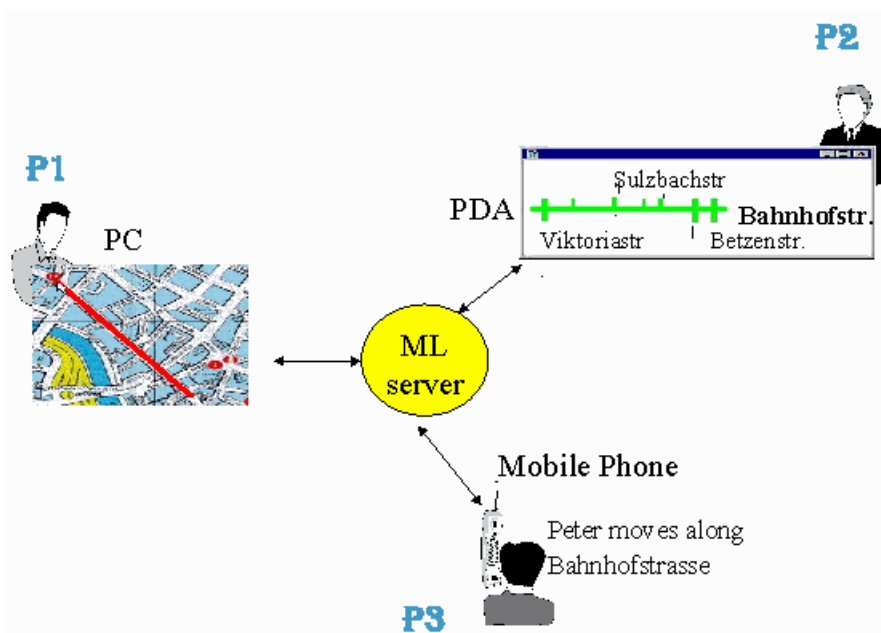 P2
P1
Sulzbachstr
PDA
Bahnhofstr.
PC
Viktoriastr
Betzenstr.
ML
server
Mobile Phone
Peter moves along
Bahnhofstrasse
P3